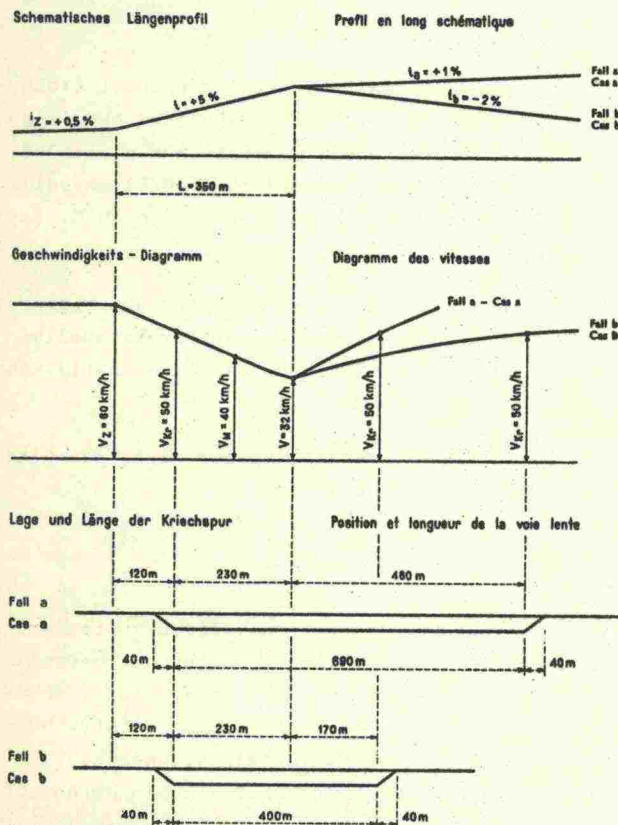 Schematisches Längenprofil
Profil en long schématique
i_Z = +0,5 %
i = +5 %
i_a = +1 %
i_b = −2 %
Fall a
Cas a
Fall b
Cas b
L = 350 m
Geschwindigkeits - Diagramm
Diagramme des vitesses
Fall a - Cas a
Fall b
Cas b
V_Z = 60 km/h
V_Kr = 50 km/h
V_M = 40 km/h
V = 32 km/h
V_Kr = 50 km/h
V_Kr = 50 km/h
Lage und Länge der Kriechspur
Position et longueur de la voie lente
120 m
230 m
460 m
Fall a
Cas a
40 m
690 m
40 m
120 m
230 m
170 m
Fall b
Cas b
40 m
400 m
40 m